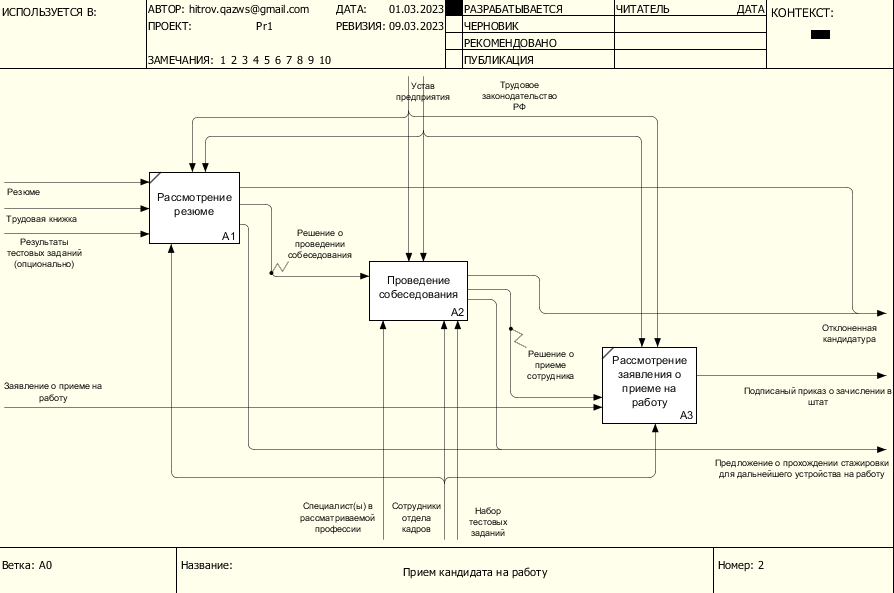 ИСПОЛЬЗУЕТСЯ В:
АВТОР: hitrov.qazws@gmail.com
ДАТА: 01.03.2023
РАЗРАБАТЫВАЕТСЯ
ЧИТАТЕЛЬ
ДАТА
КОНТЕКСТ:
ПРОЕКТ: Pr1
РЕВИЗИЯ: 09.03.2023
ЧЕРНОВИК
РЕКОМЕНДОВАНО
ЗАМЕЧАНИЯ: 1 2 3 4 5 6 7 8 9 10
ПУБЛИКАЦИЯ
Устав
предприятия
Трудовое
законодательство
РФ
Резюме
Трудовая книжка
Результаты
тестовых заданий
(опционально)
Рассмотрение
резюме
A1
Решение о
проведении
собеседования
Проведение
собеседования
A2
Решение о
приеме
сотрудника
Рассмотрение
заявления о
приеме на
работу
A3
Отклоненная
кандидатура
Подписаный приказ о зачислении в
штат
Заявление о приеме на
работу
Предложение о прохождении стажировки
для дальнейшего устройства на работу
Специалист(ы) в
рассматриваемой
профессии
Сотрудники
отдела
кадров
Набор
тестовых
заданий
Ветка: A0
Название:
Прием кандидата на работу
Номер: 2